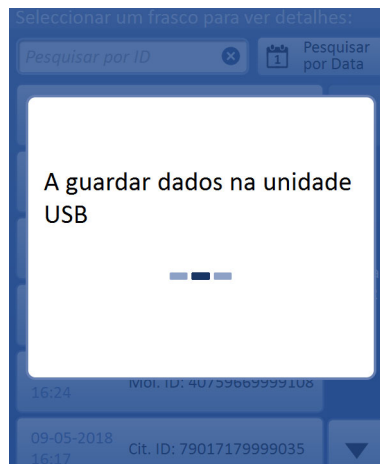 Seleccionar um frasco para ver detalhes:
Pesquisar por ID
Pesquisar
por Data
1
A guardar dados na unidade
USB
16:24
Mol. ID: 40759669999108
09-05-2018
16:17
Cit. ID: 79017179999035